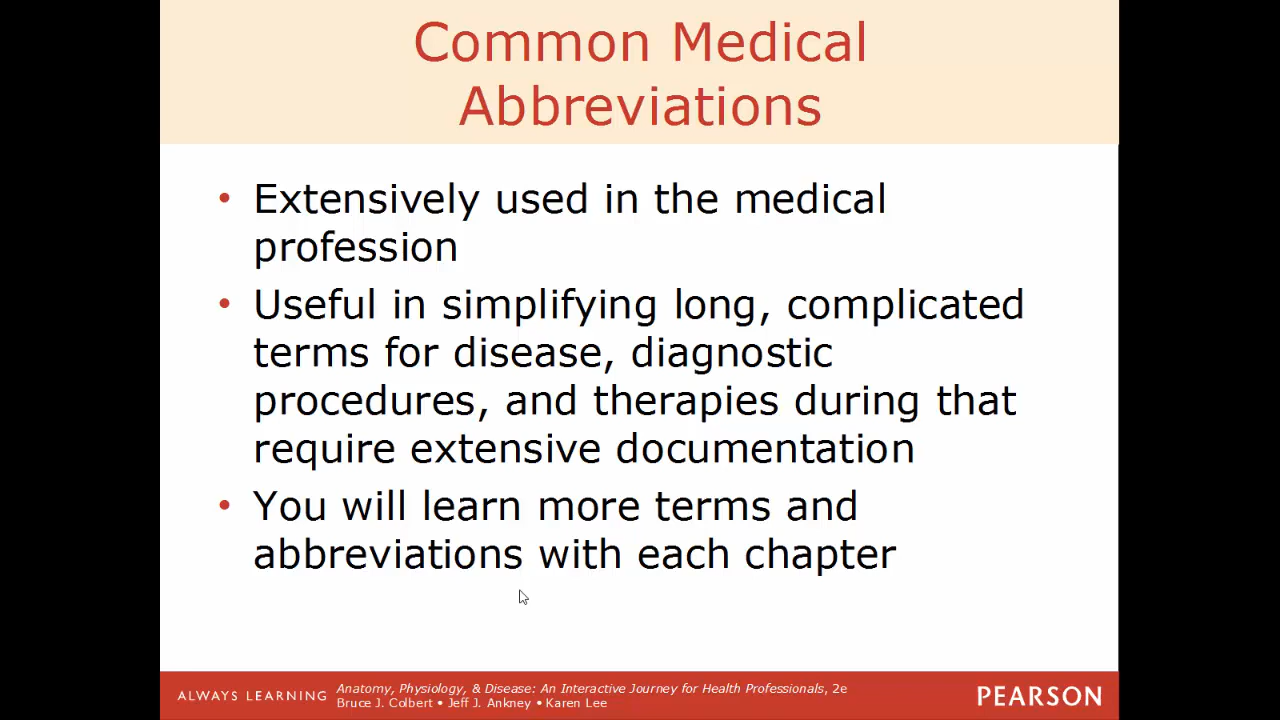 Common Medical
Abbreviations
• Extensively used in the medical
profession
• Useful in simplifying long, complicated
terms for disease, diagnostic
procedures, and therapies during that
require extensive documentation
• You will learn more terms and
abbreviations with each chapter
ALWAYS LEARNING
Anatomy, Physiology, & Disease: An Interactive Journey for Health Professionals, 2e
Bruce J. Colbert • Jeff J. Ankney • Karen Lee
PEARSON